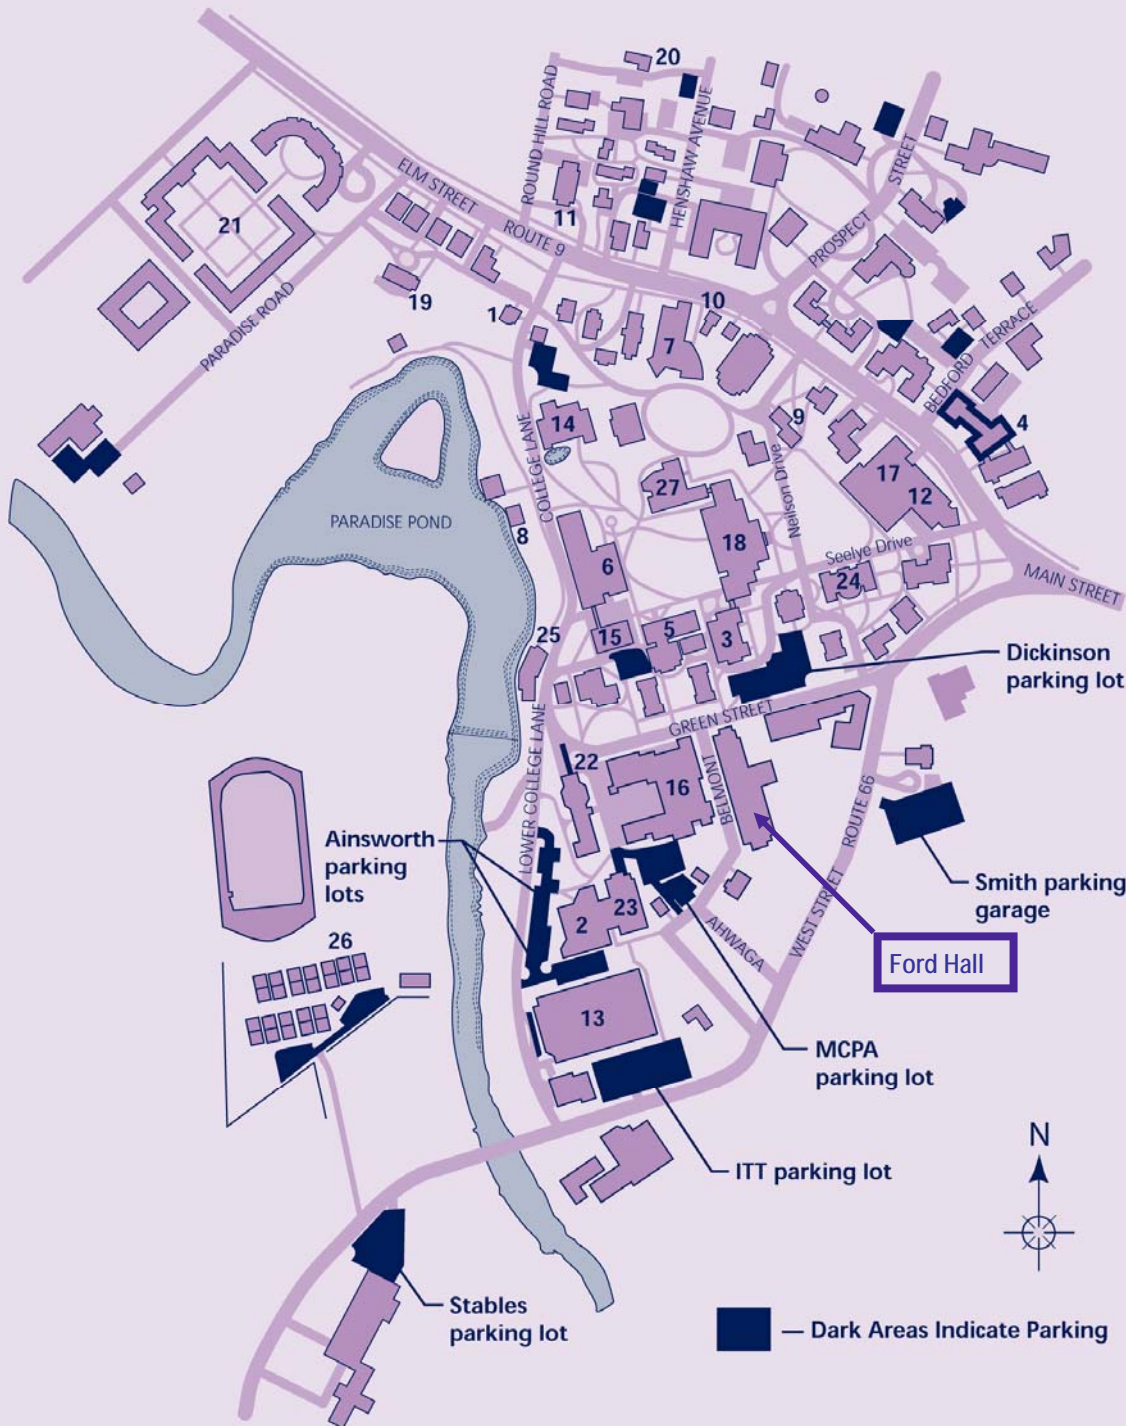 20
ROUND HILL ROAD
HENSHAW AVENUE
ELM STREET
ROUTE 9
STREET
PROSPECT
11
21
19
PARADISE ROAD
1
10
7
BEDFORD TERRACE
9
4
14
COLLEGE LANE
Neilson Drive
17
12
27
PARADISE POND
8
18
6
Seelye Drive
24
MAIN STREET
25
15
5
3
Dickinson
parking lot
GREEN STREET
LOWER COLLEGE LANE
22
16
BELMONT
WEST STREET ROUTE 66
Ainsworth
parking
lots
Smith parking
garage
2
23
AHWAGA
Ford Hall
26
13
MCPA
parking lot
N
ITT parking lot
Stables
parking lot
— Dark Areas Indicate Parking